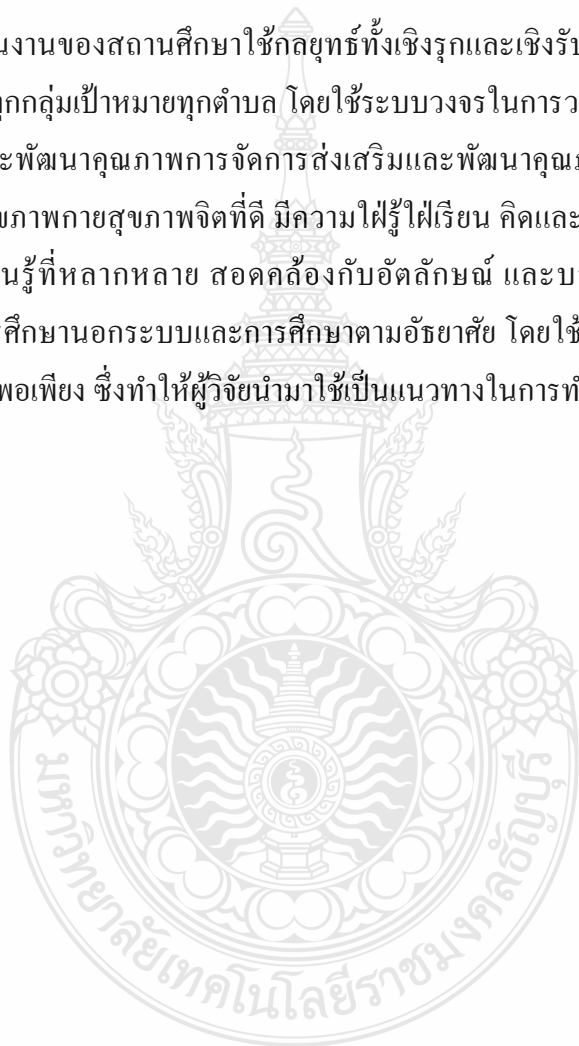 นงานของสถานศึกษาใช้กลยุทธ์ทั้งเชิงรุกและเชิงรับ
ทุกกลุ่มเป้าหมายทุกตำบล โดยใช้ระบบวงจรในการว
ะพัฒนาคุณภาพการจัดการส่งเสริมและพัฒนาคุณภ
ขภาพกายสุขภาพจิตที่ดี มีความใฝ่รู้ใฝ่เรียน คิดและ
นรู้ที่หลากหลาย สอดคล้องกับอัตลักษณ์ และบ
รศึกษานอกระบบและการศึกษาตามอัธยาศัย โดยใช้
พอเพียง ซึ่งทำให้ผู้วิจัยนำมาใช้เป็นแนวทางในการทำ
มหาวิทยาลัยเทคโนโลยีราชมงคลธัญบุรี